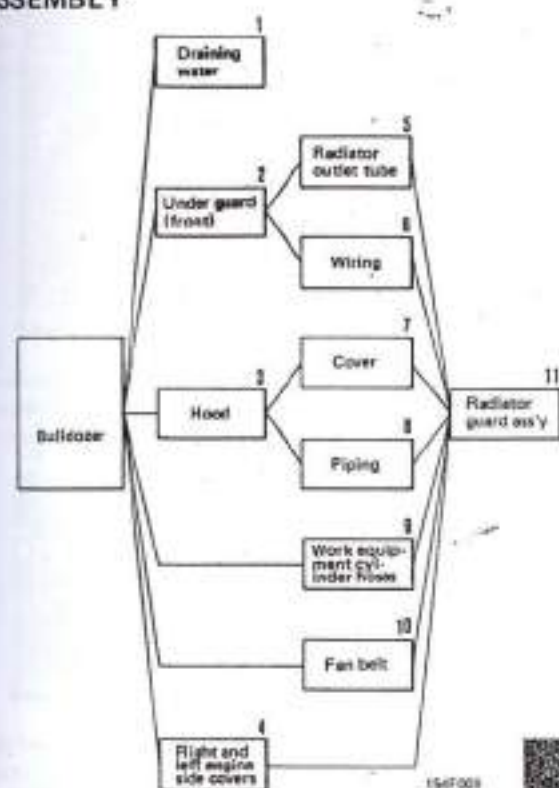 ASSEMBLY
1
Draining
water
5
Radiator
outlet tube
2
Under guard
(front)
6
Wiring
7
Cover
3
Hood
11
Radiator
guard ass'y
Bulldozer
8
Piping
9
Work equip-
ment cyl-
inder hoses
10
Fan belt
4
Right and
left engine
side covers